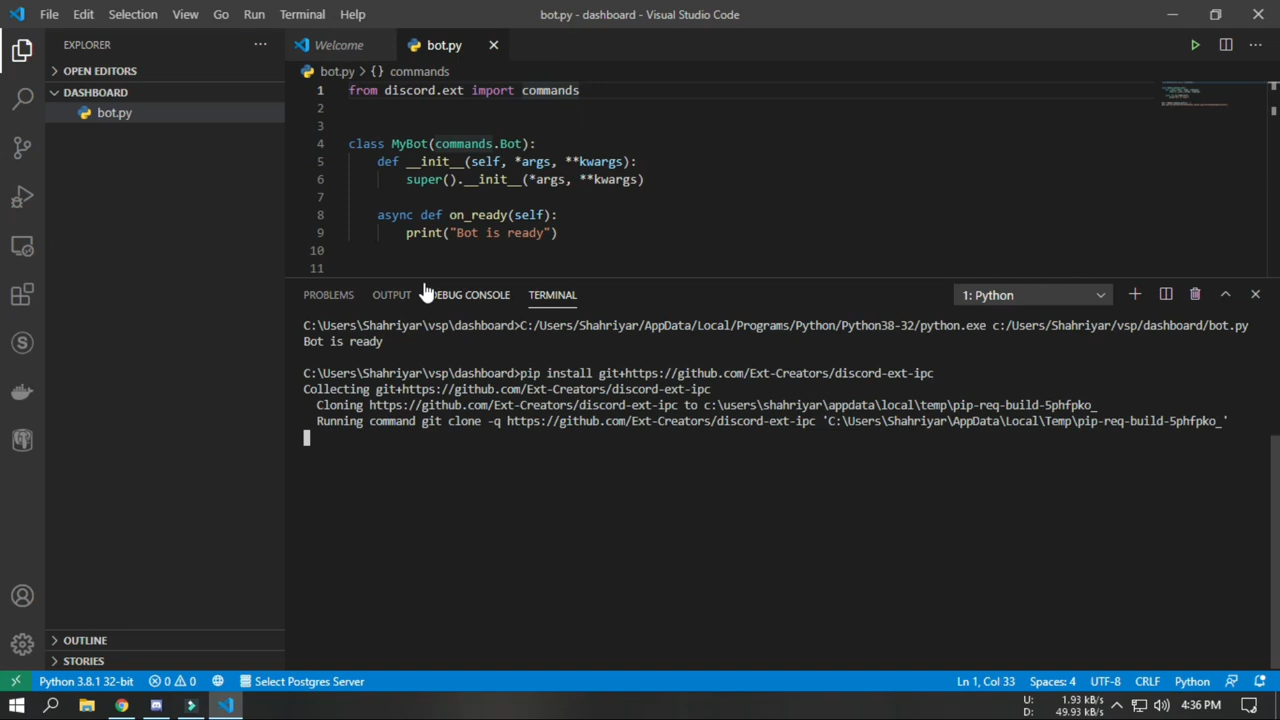 File Edit Selection View Go Run Terminal Help
bot.py - dashboard - Visual Studio Code
EXPLORER
OPEN EDITORS
DASHBOARD
bot.py
OUTLINE
STORIES
Welcome
bot.py
bot.py > {} commands
1 from discord.ext import commands
2
3
4 class MyBot(commands.Bot):
5 def __init__(self, *args, **kwargs):
6 super().__init__(*args, **kwargs)
7
8 async def on_ready(self):
9 print("Bot is ready")
10
11
PROBLEMS OUTPUT DEBUG CONSOLE TERMINAL
1: Python
C:\Users\Shahriyar\vsp\dashboard>C:/Users/Shahriyar/AppData/Local/Programs/Python/Python38-32/python.exe c:/Users/Shahriyar/vsp/dashboard/bot.py
Bot is ready
C:\Users\Shahriyar\vsp\dashboard>pip install git+https://github.com/Ext-Creators/discord-ext-ipc
Collecting git+https://github.com/Ext-Creators/discord-ext-ipc
Cloning https://github.com/Ext-Creators/discord-ext-ipc to c:\users\shahriyar\appdata\local\temp\pip-req-build-5phfpko_
Running command git clone -q https://github.com/Ext-Creators/discord-ext-ipc 'C:\Users\Shahriyar\AppData\Local\Temp\pip-req-build-5phfpko_'
Python 3.8.1 32-bit 0 0 Select Postgres Server Ln 1, Col 33 Spaces: 4 UTF-8 CRLF Python
U: 1.93 kB/s
D: 49.93 kB/s
4:36 PM